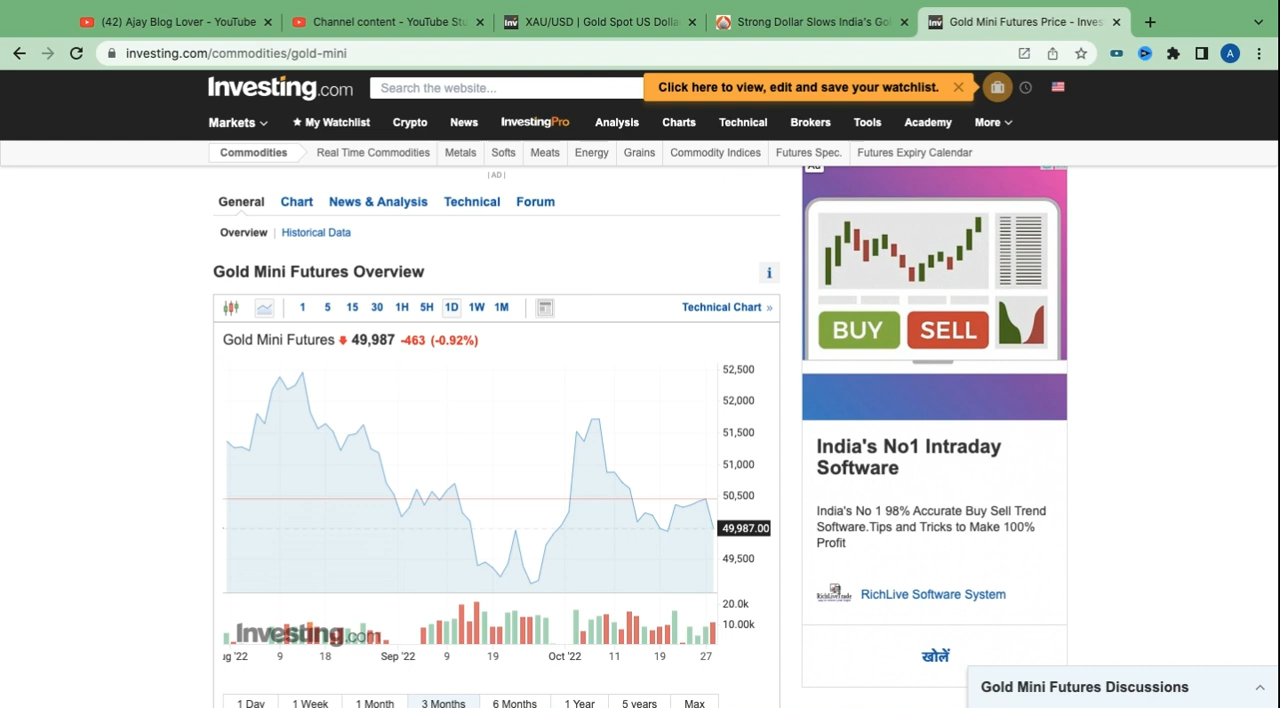 (42) Ajay Blog Lover - YouTube
Channel content - YouTube Stu
XAU/USD | Gold Spot US Dolla
Strong Dollar Slows India's Go
Gold Mini Futures Price - Inves
investing.com/commodities/gold-mini
A
Investing.com
Search the website...
Click here to view, edit and save your watchlist.
Markets
My Watchlist
Crypto
News
InvestingPro
Analysis
Charts
Technical
Brokers
Tools
Academy
More
Commodities
Real Time Commodities
Metals
Softs
Meats
Energy
Grains
Commodity Indices
Futures Spec.
Futures Expiry Calendar
| AD |
General
Chart
News & Analysis
Technical
Forum
Overview
Historical Data
Gold Mini Futures Overview
i
1
5
15
30
1H
5H
1D
1W
1M
Technical Chart »
Gold Mini Futures 49,987 -463 (-0.92%)
52,500
52,000
51,500
51,000
50,500
49,987.00
49,500
20.0k
10.00k
Investing.com
ug '22
9
18
Sep '22
9
19
Oct '22
11
19
27
1 Day
1 Week
1 Month
3 Months
6 Months
1 Year
5 years
Max
Ad
BUY
SELL
India's No1 Intraday
Software
India's No 1 98% Accurate Buy Sell Trend
Software.Tips and Tricks to Make 100%
Profit
RichLive Software System
खोलें
Gold Mini Futures Discussions